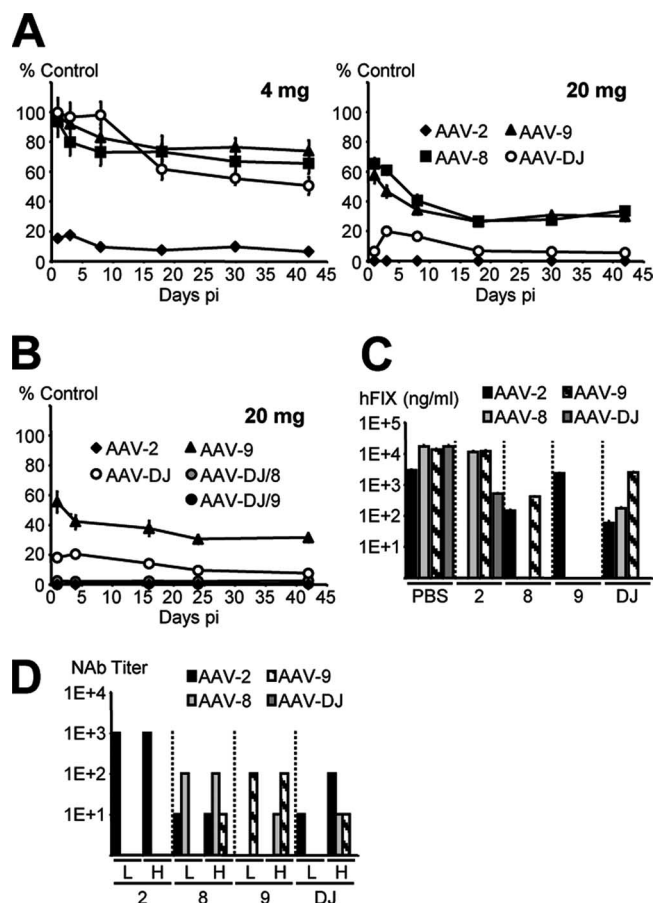 A
% Control
4 mg
100
80
60
40
20
0
0 5 10 15 20 25 30 35 40 45
Days pi
% Control
20 mg
AAV-2 AAV-9
AAV-8 AAV-DJ
100
80
60
40
20
0
0 5 10 15 20 25 30 35 40 45
Days pi
B
% Control
20 mg
AAV-2 AAV-9
AAV-DJ AAV-DJ/8
AAV-DJ/9
100
80
60
40
20
0
0 5 10 15 20 25 30 35 40 45
Days pi
C
hFIX (ng/ml)
AAV-2 AAV-9
AAV-8 AAV-DJ
1E+5
1E+4
1E+3
1E+2
1E+1
PBS 2 8 9 DJ
D
NAb Titer
AAV-2 AAV-9
AAV-8 AAV-DJ
1E+4
1E+3
1E+2
1E+1
L H L H L H L H
2 8 9 DJ